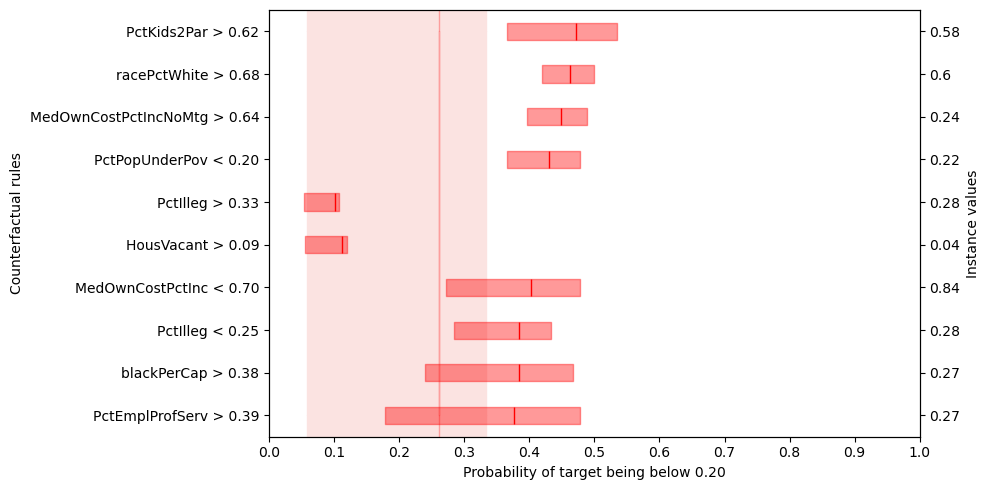 PctKids2Par > 0.62 0.58
racePctWhite > 0.68 0.6
MedOwnCostPctIncNoMtg > 0.64 0.24
PctPopUnderPov < 0.20 0.22
PctIlleg > 0.33 0.28
HousVacant > 0.09 0.04
MedOwnCostPctInc < 0.70 0.84
PctIlleg < 0.25 0.28
blackPerCap > 0.38 0.27
PctEmplProfServ > 0.39 0.27
Counterfactual rules
Instance values
0.0 0.1 0.2 0.3 0.4 0.5 0.6 0.7 0.8 0.9 1.0
Probability of target being below 0.20